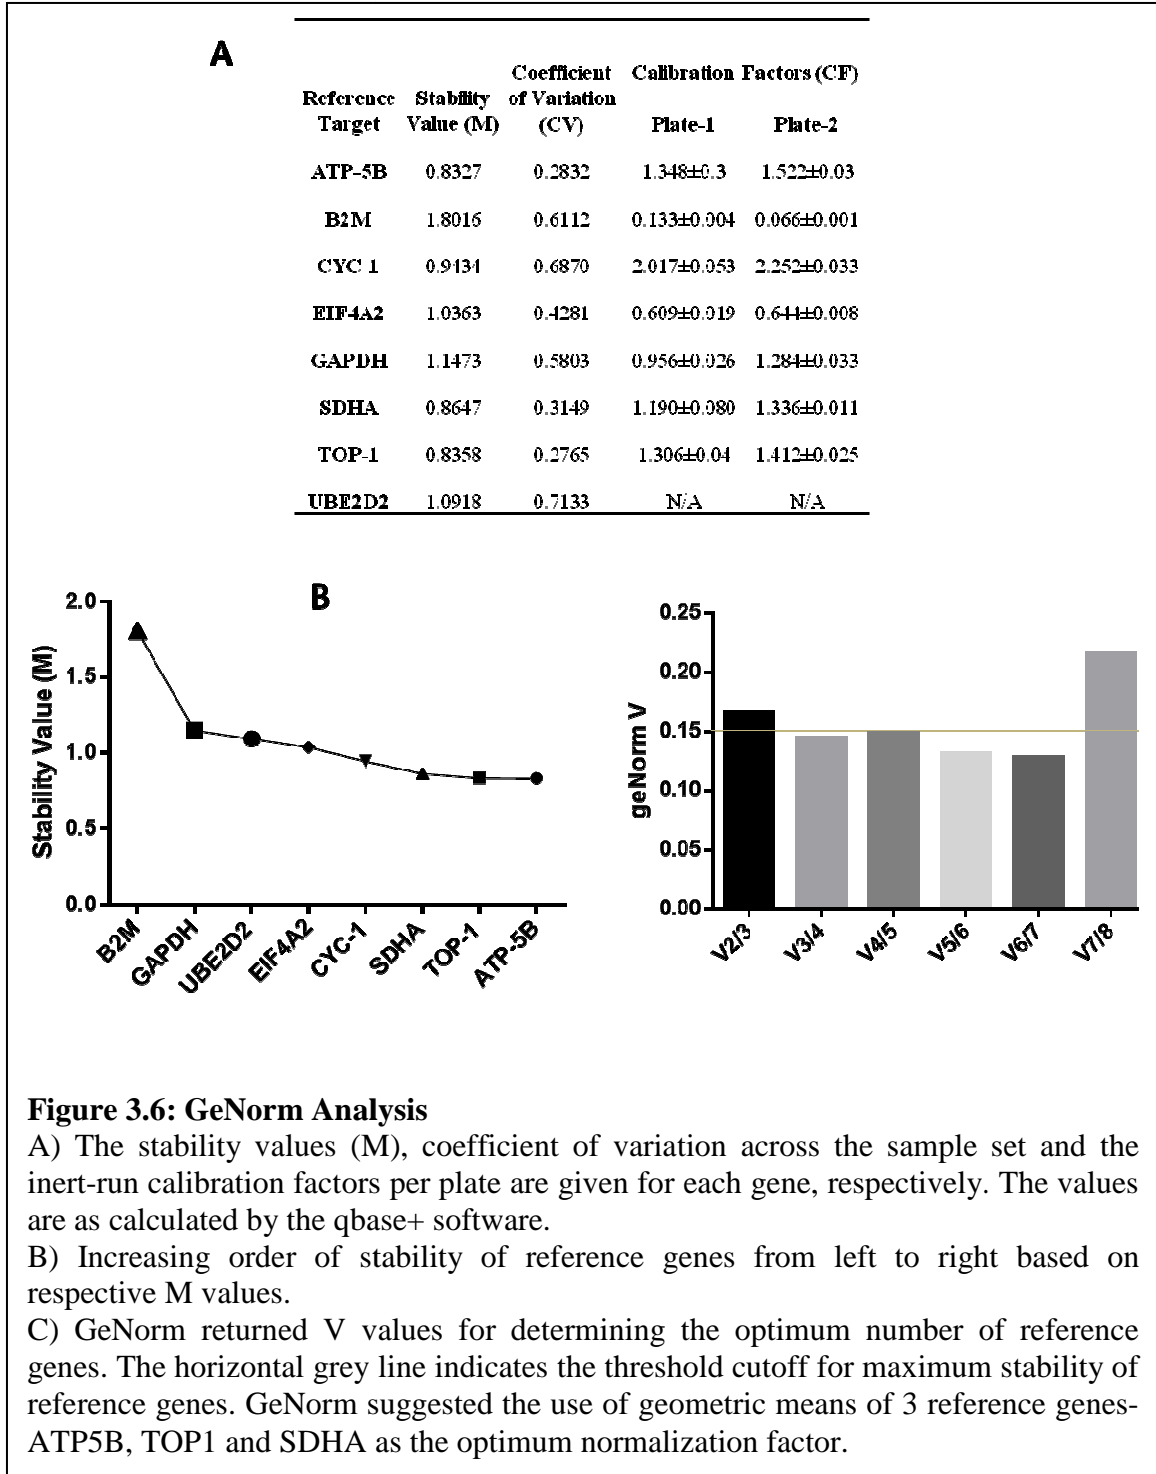 A
Coefficient Calibration Factors (CF)
Reference Stability of Variation
Target Value (M) (CV) Plate-1 Plate-2
ATP-5B 0.8327 0.2832 1.348±0.3 1.522±0.03
B2M 1.8016 0.6112 0.133±0.004 0.066±0.001
CYC 1 0.9434 0.6870 2.017±0.053 2.252±0.033
EIF4A2 1.0363 0.4281 0.609±0.019 0.644±0.008
GAPDH 1.1473 0.5803 0.956±0.026 1.284±0.033
SDHA 0.8647 0.3149 1.190±0.080 1.336±0.011
TOP-1 0.8358 0.2765 1.306±0.04 1.412±0.025
UBE2D2 1.0918 0.7133 N/A N/A
B
Stability Value (M)
2.0
1.5
1.0
0.5
0.0
B2M
GAPDH
UBE2D2
EIF4A2
CYC-1
SDHA
TOP-1
ATP-5B
geNorm V
0.25
0.20
0.15
0.10
0.05
0.00
V2/3
V3/4
V4/5
V5/6
V6/7
V7/8
Figure 3.6: GeNorm Analysis
A) The stability values (M), coefficient of variation across the sample set and the
inert-run calibration factors per plate are given for each gene, respectively. The values
are as calculated by the qbase+ software.
B) Increasing order of stability of reference genes from left to right based on
respective M values.
C) GeNorm returned V values for determining the optimum number of reference
genes. The horizontal grey line indicates the threshold cutoff for maximum stability of
reference genes. GeNorm suggested the use of geometric means of 3 reference genes-
ATP5B, TOP1 and SDHA as the optimum normalization factor.